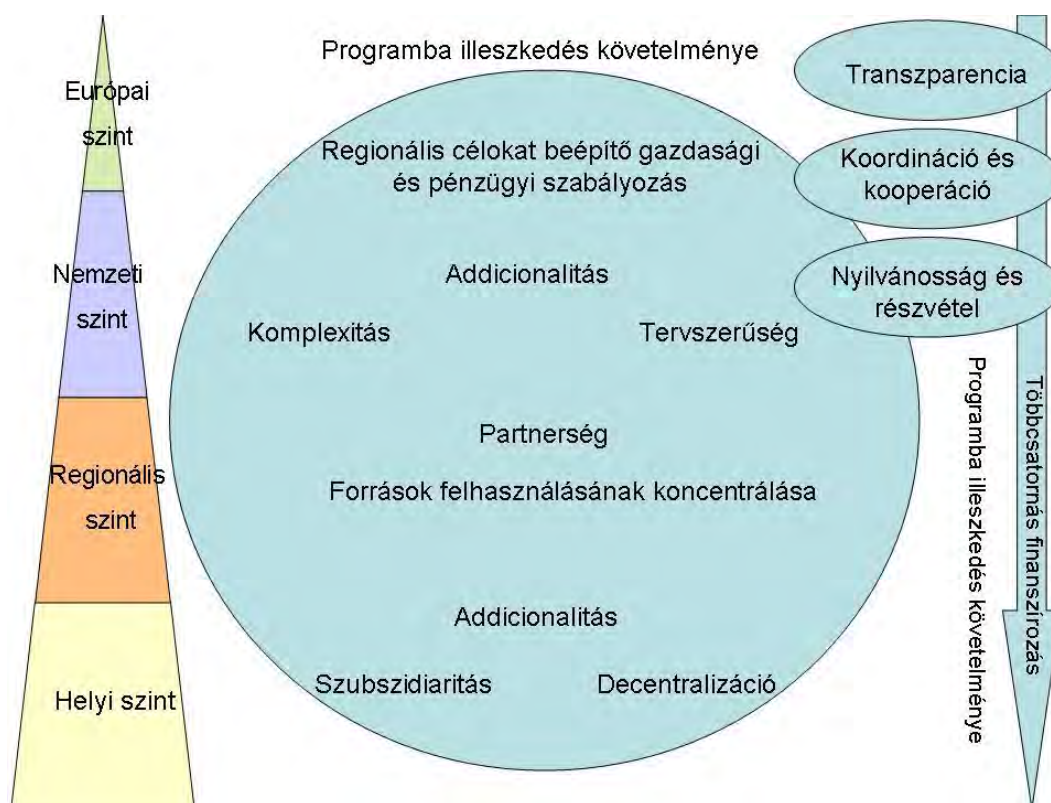 Európai
szint
Nemzeti
szint
Regionális
szint
Helyi szint
Programba illeszkedés követelménye
Regionális célokat beépítő gazdasági
és pénzügyi szabályozás
Addicionalitás
Komplexitás
Tervszerűség
Partnerség
Források felhasználásának koncentrálása
Addicionalitás
Szubszidiaritás
Decentralizáció
Transzparencia
Koordináció és
kooperáció
Nyilvánosság és
részvétel
Programba illeszkedés követelménye
Többcsatornás finanszírozás